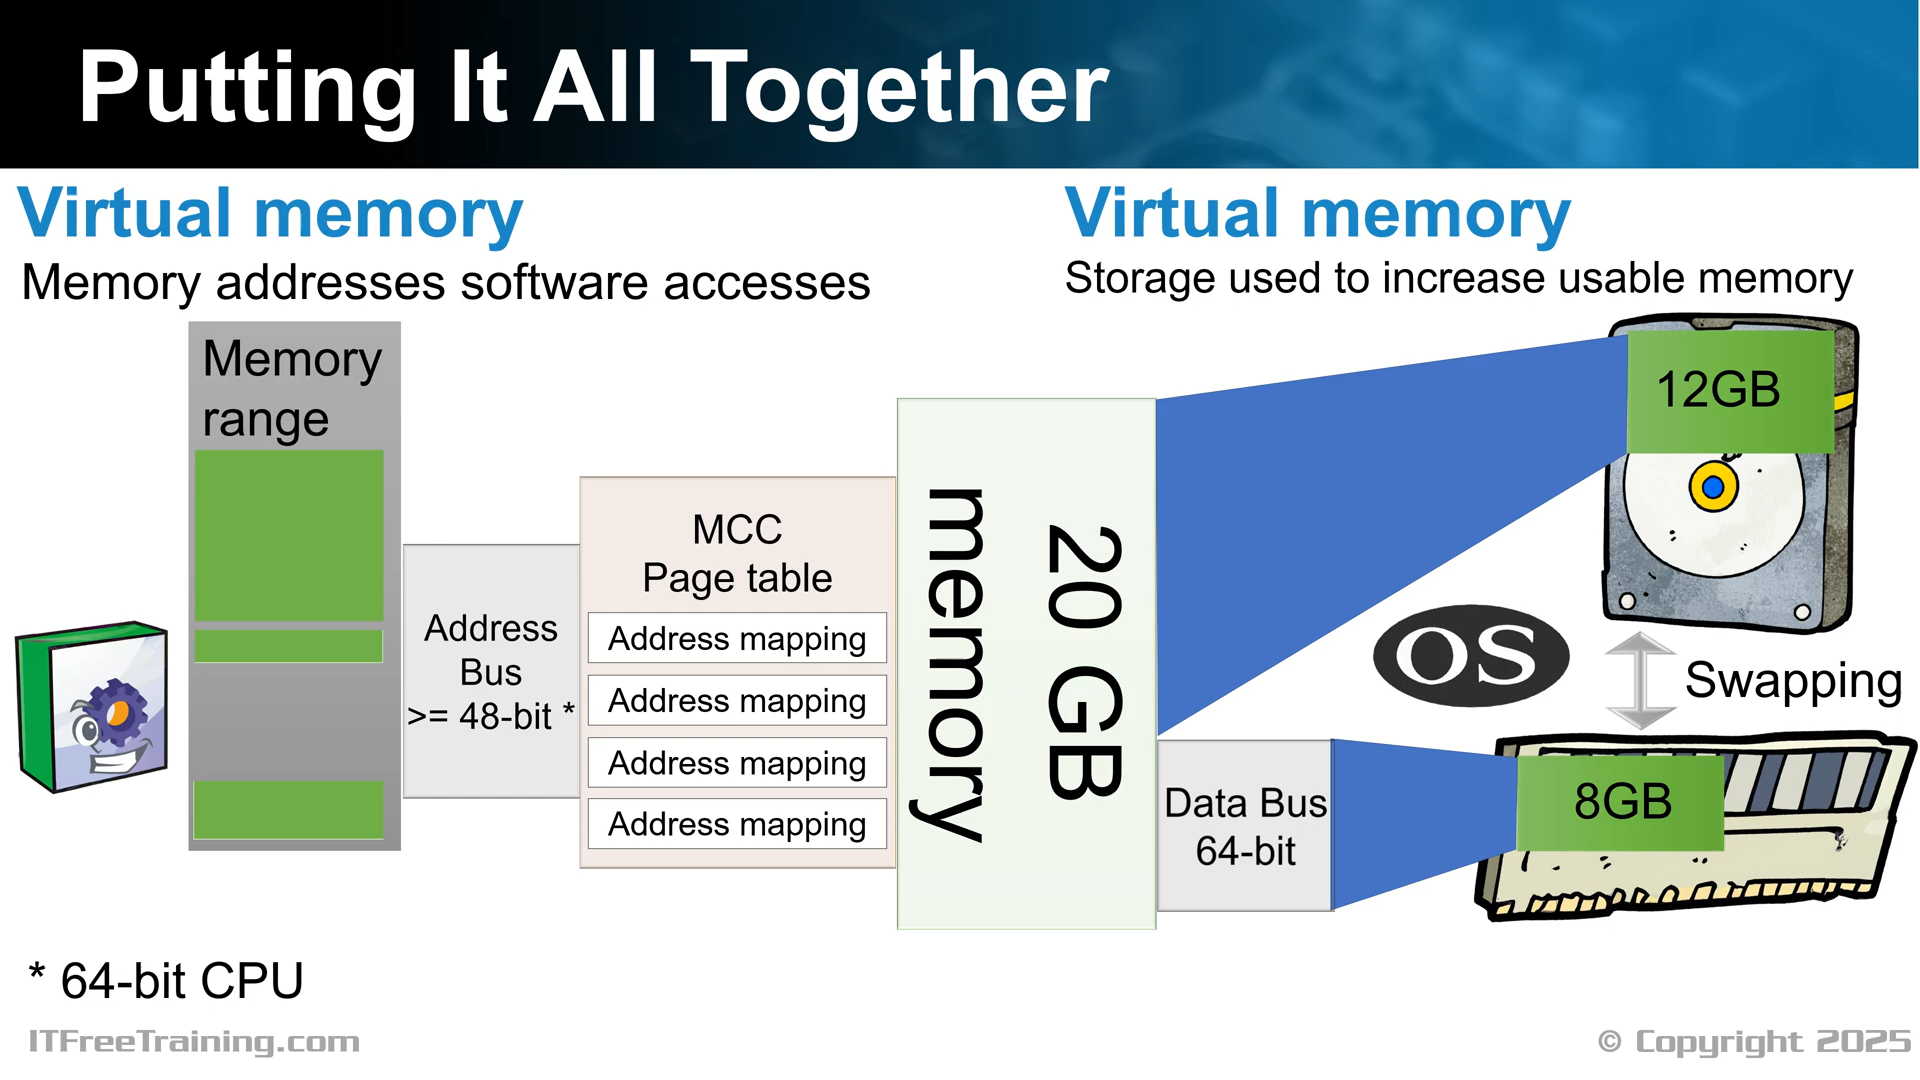 Putting It All Together
Virtual memory
Memory addresses software accesses
Virtual memory
Storage used to increase usable memory
Memory
range
Address
Bus
>= 48-bit *
MCC
Page table
Address mapping
Address mapping
Address mapping
Address mapping
20 GB
memory
12GB
OS
Swapping
Data Bus
64-bit
8GB
* 64-bit CPU
ITFreeTraining.com
© Copyright 2025